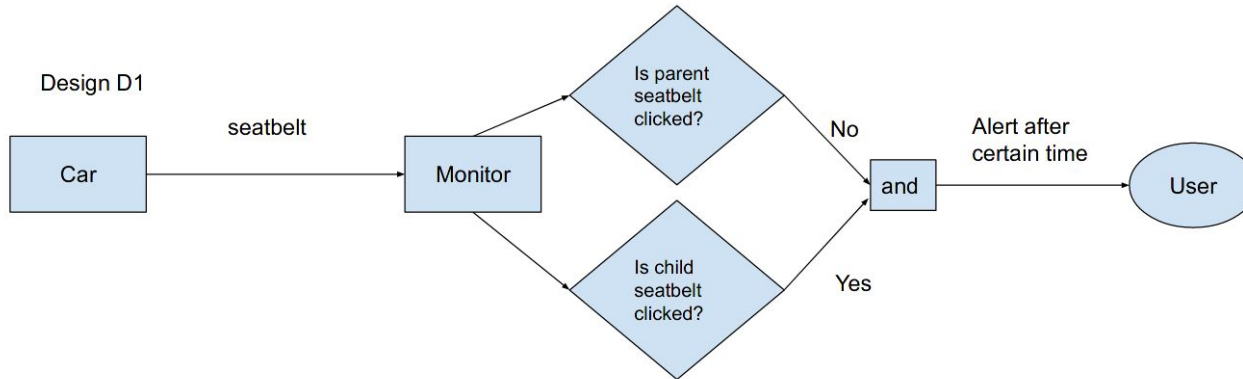 Design D1
Car
seatbelt
Monitor
Is parent
seatbelt
clicked?
Is child
seatbelt
clicked?
No
Yes
and
Alert after
certain time
User